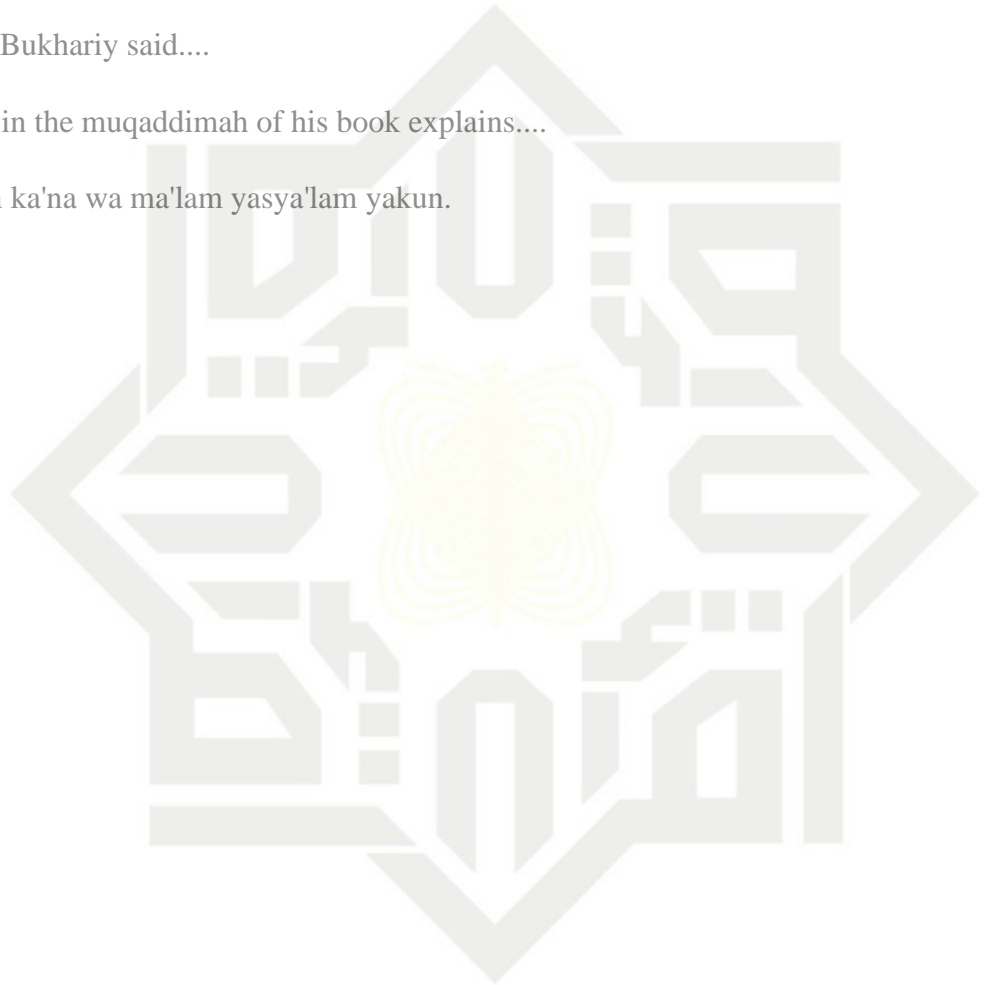 Bukhariy said....
in the muqaddimah of his book explains....
ka'na wa ma'lam yasya'lam yakun.